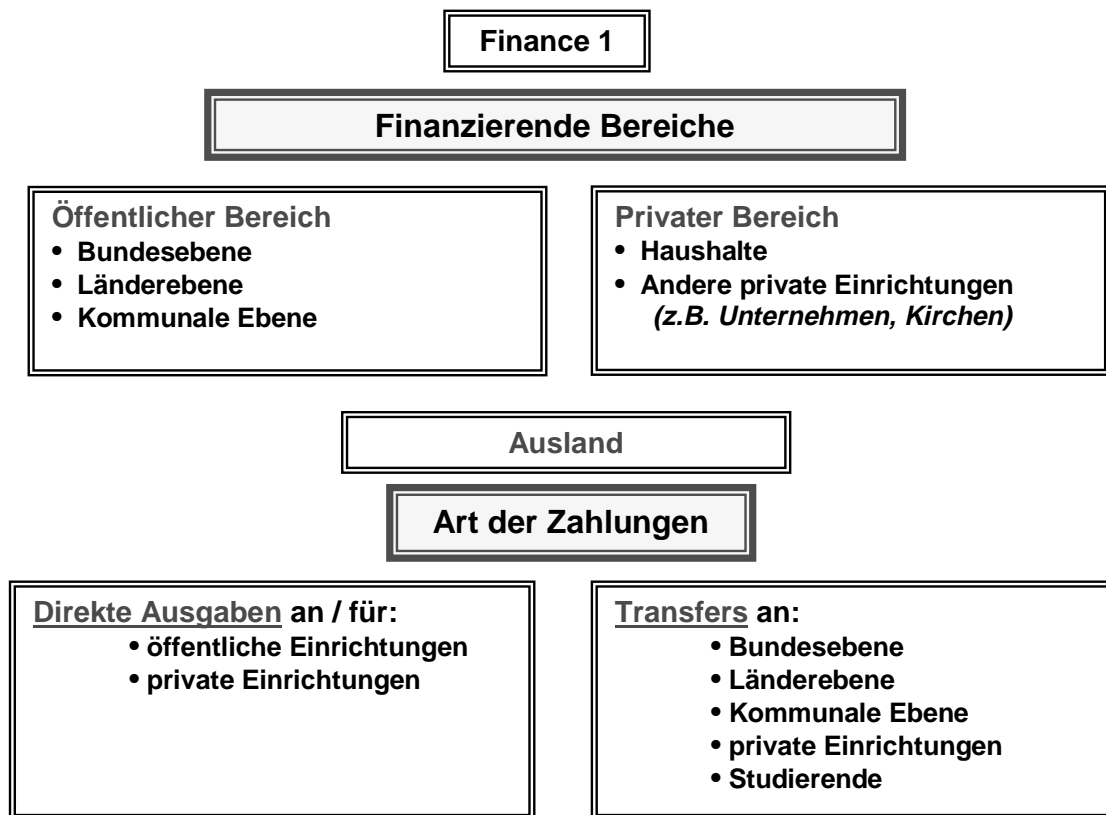 Finance 1
Finanzierende Bereiche
Öffentlicher Bereich
• Bundesebene
• Länderebene
• Kommunale Ebene
Privater Bereich
• Haushalte
• Andere private Einrichtungen
(z.B. Unternehmen, Kirchen)
Ausland
Art der Zahlungen
Direkte Ausgaben an / für:
• öffentliche Einrichtungen
• private Einrichtungen
Transfers an:
• Bundesebene
• Länderebene
• Kommunale Ebene
• private Einrichtungen
• Studierende